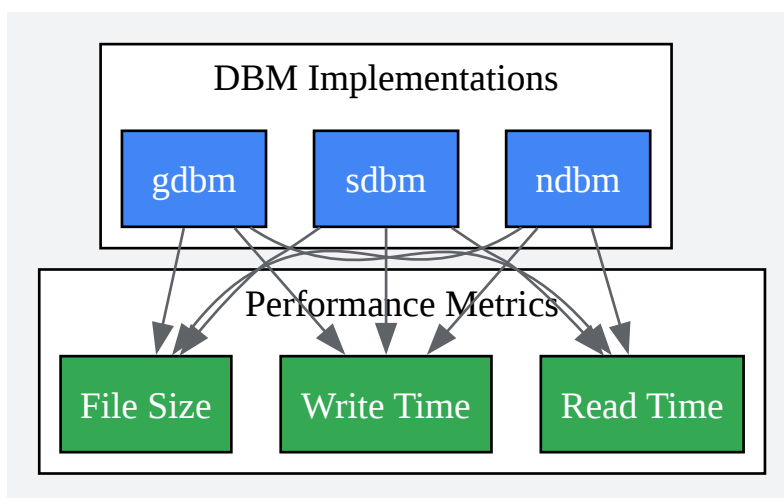 DBM Implementations
gdbm sdbm ndbm
Performance Metrics
File Size Write Time Read Time